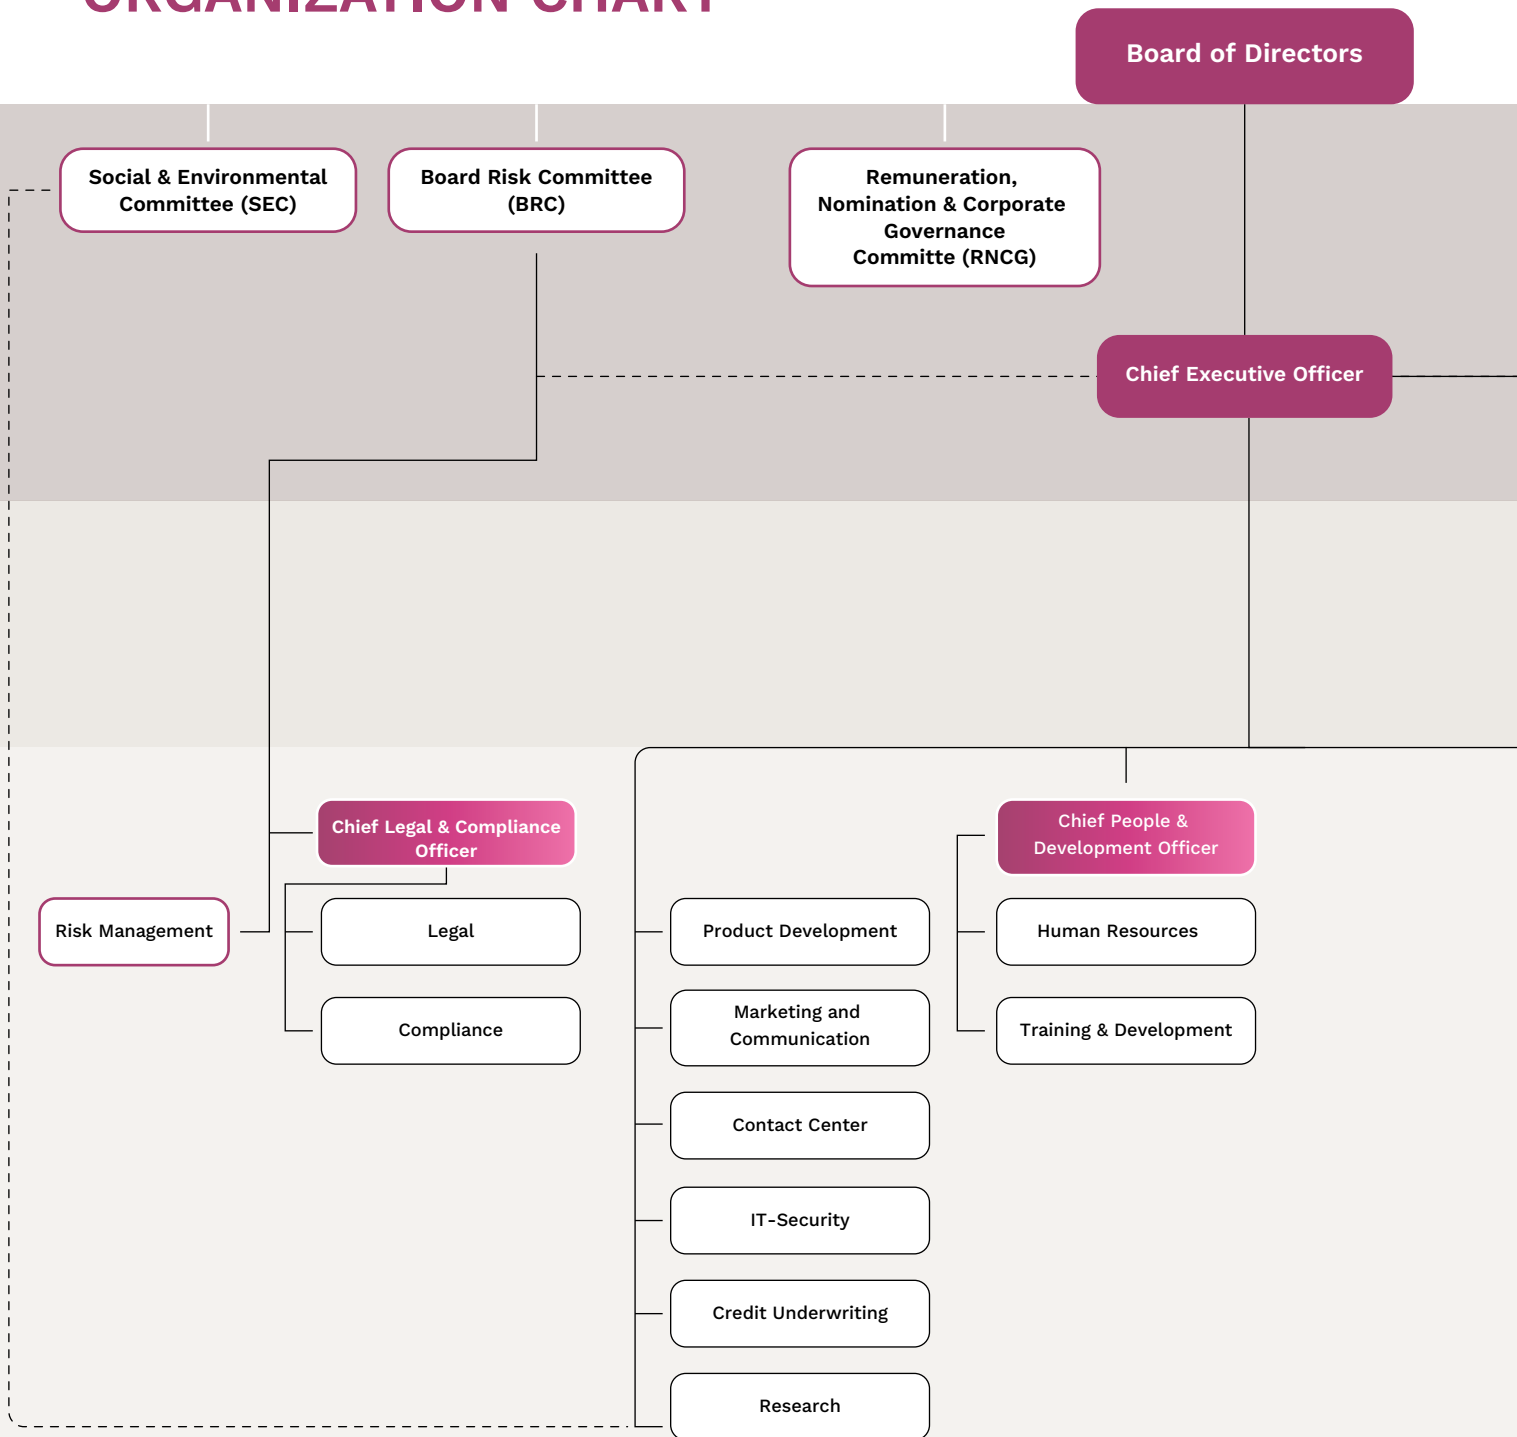 ORGANIZATION CHART
Board of Directors
Social & Environmental
Committee (SEC)
Board Risk Committee
(BRC)
Remuneration,
Nomination & Corporate
Governance
Committe (RNCG)
Chief Executive Officer
Chief Legal & Compliance
Officer
Chief People &
Development Officer
Risk Management
Legal
Product Development
Human Resources
Compliance
Marketing and
Communication
Training & Development
Contact Center
IT-Security
Credit Underwriting
Research